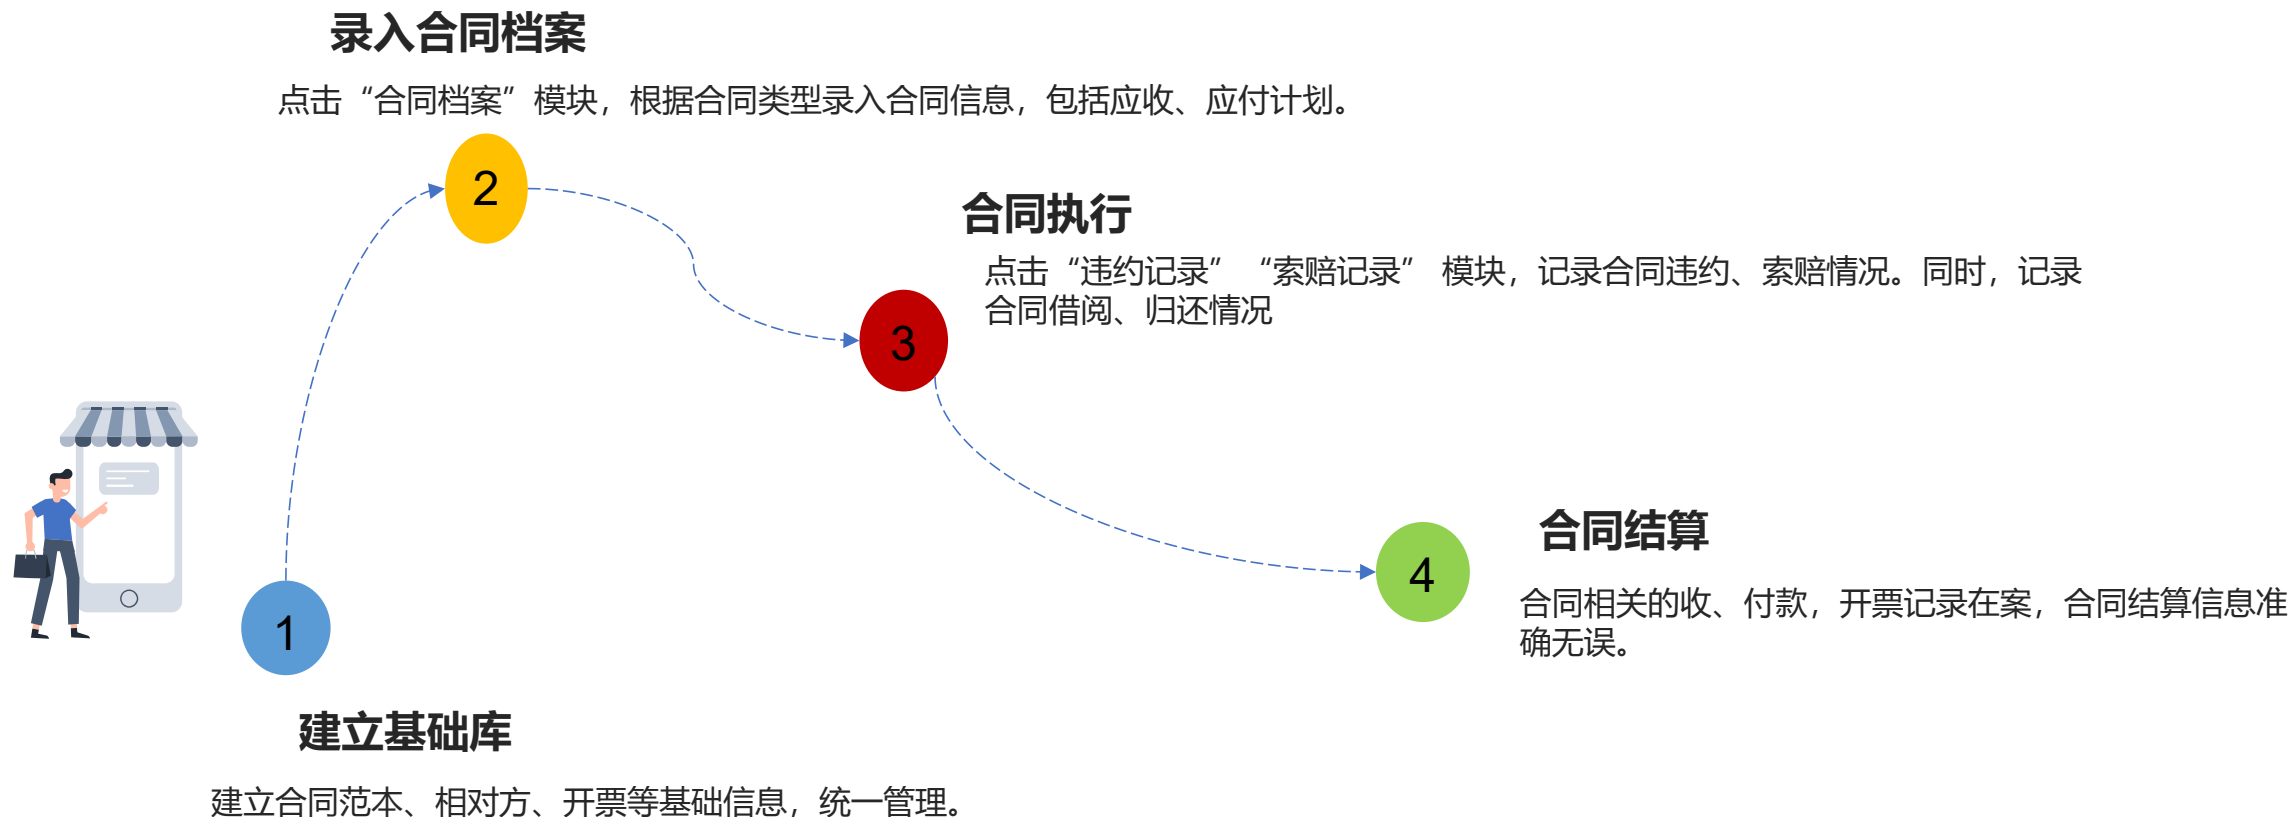 录入合同档案
点击“合同档案”模块，根据合同类型录入合同信息，包括应收、应付计划。
2
合同执行
点击“违约记录” “索赔记录” 模块，记录合同违约、索赔情况。同时，记录
合同借阅、归还情况
3
合同结算
4
合同相关的收、付款，开票记录在案，合同结算信息准
确无误。
1
建立基础库
建立合同范本、相对方、开票等基础信息，统一管理。